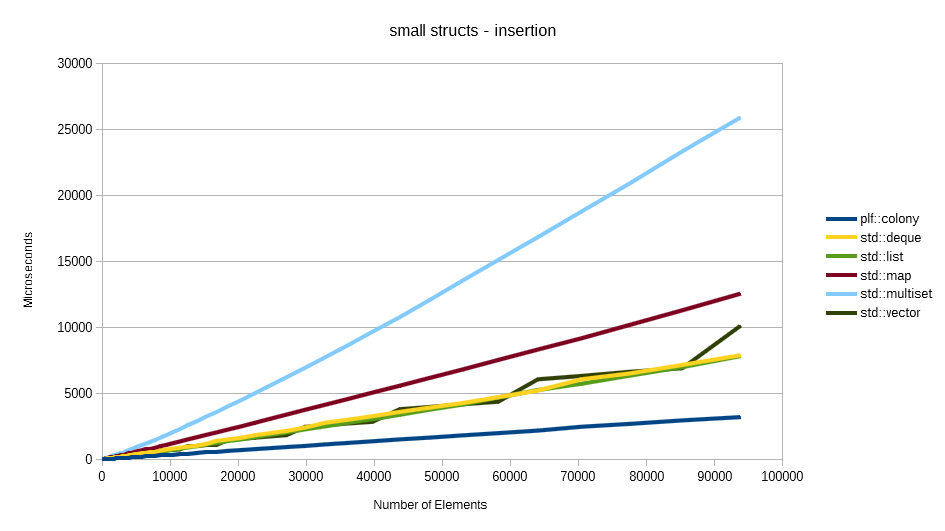 small structs - insertion
30000
25000
20000
15000
10000
5000
0
Microseconds
0 10000 20000 30000 40000 50000 60000 70000 80000 90000 100000
Number of Elements
plf::colony
std::deque
std::list
std::map
std::multiset
std::vector